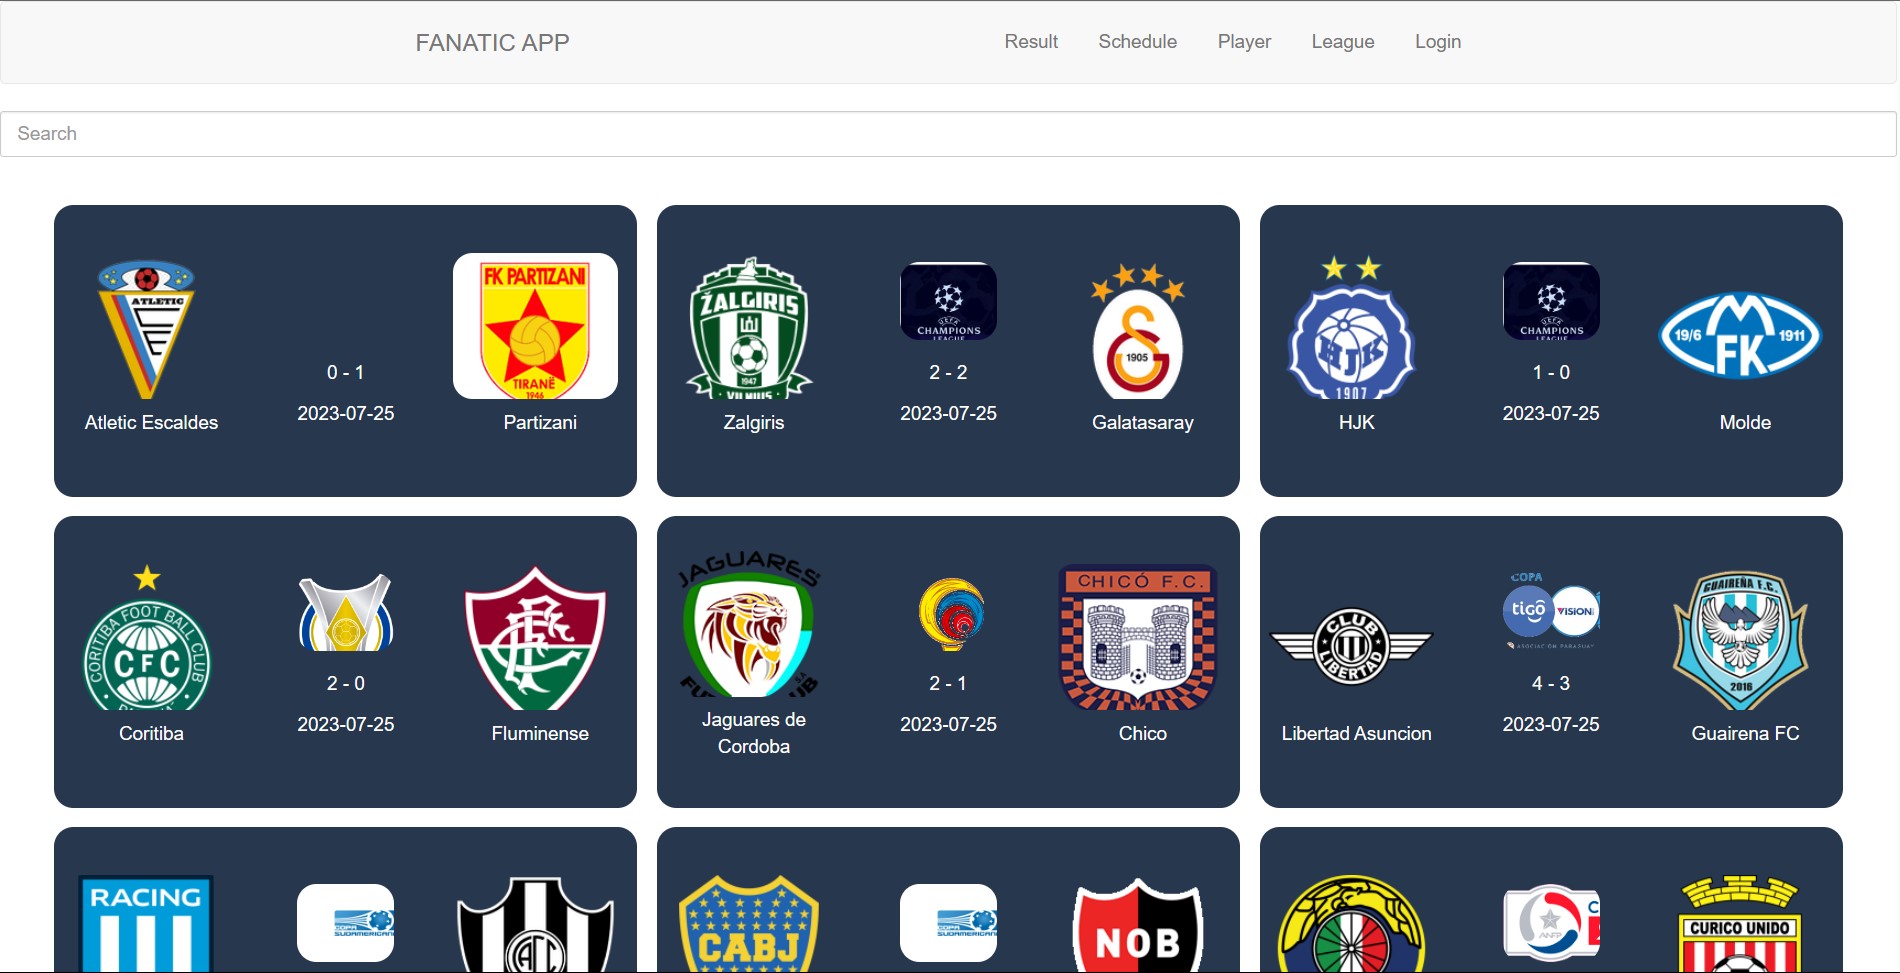 FANATIC APP
Result
Schedule
Player
League
Login
Search
ATLETIC
Atletic Escaldes
0 - 1
2023-07-25
FK PARTIZANI
TIRANË
1946
Partizani
ŽALGIRIS
1947
VILNIUS
Zalgiris
UEFA
CHAMPIONS
LEAGUE
2 - 2
2023-07-25
1905
Galatasaray
HJK
1907
HJK
UEFA
CHAMPIONS
LEAGUE
1 - 0
2023-07-25
19/6 M 1911
FK
Molde
CORITIBA FOOT BALL CLUB
CFC
Coritiba
2 - 0
2023-07-25
Fluminense
JAGUARES
Jaguares de
Cordoba
2 - 1
2023-07-25
CHICÓ F.C.
Chico
CLUB
LIBERTAD
Libertad Asuncion
COPA
tigo
VISION
4 - 3
2023-07-25
GUAIREÑA F.C.
2016
Guairena FC
RACING
COPA
SUDAMERICAN
CACC
CABJ
COPA
SUDAMERICAN
NOB
ANFP
C
CURICO UNIDO